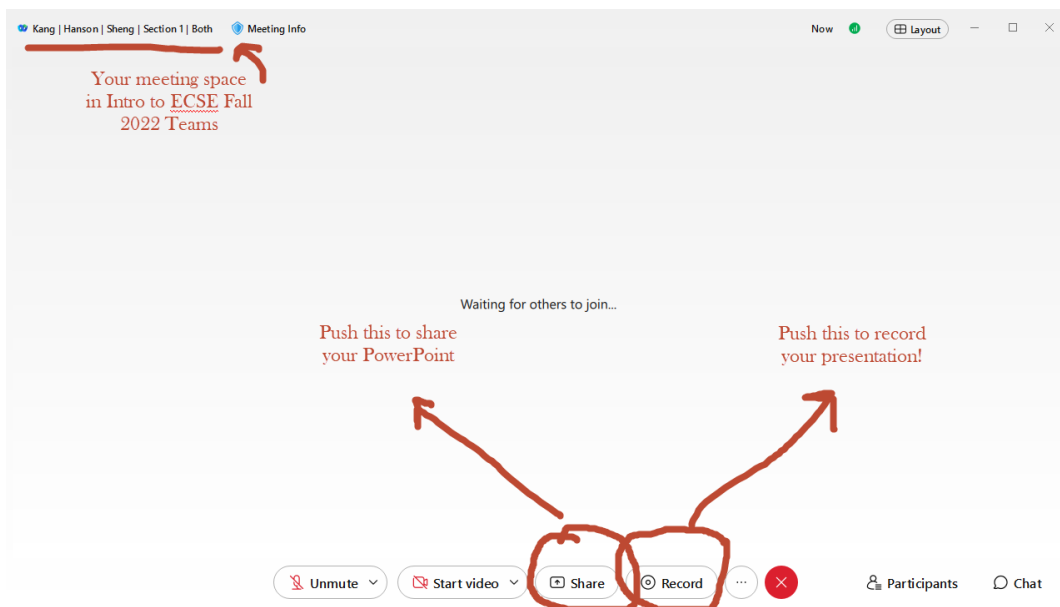 Kang | Hanson | Sheng | Section 1 | Both
Meeting Info
Now
Layout
Your meeting space
in Intro to ECSE Fall
2022 Teams
Waiting for others to join...
Push this to share
your PowerPoint
Push this to record
your presentation!
Unmute
Start video
Share
Record
...
Participants
Chat